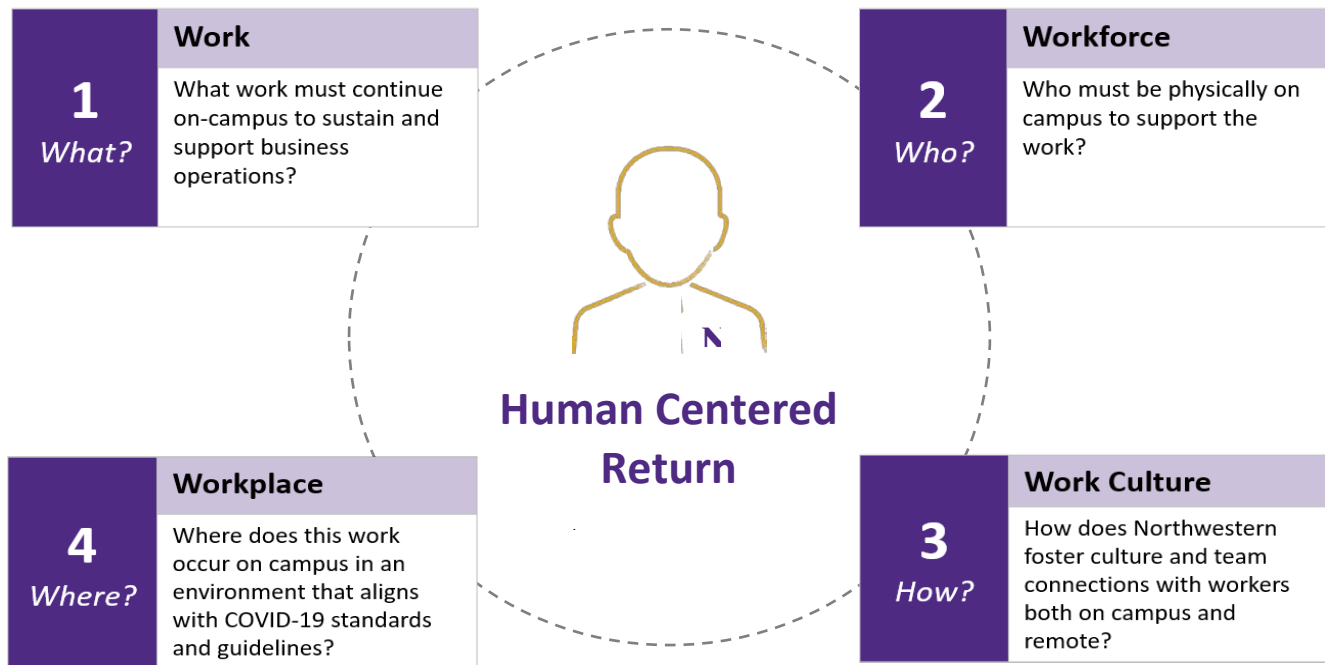 1
What?
Work
What work must continue
on-campus to sustain and
support business
operations?
2
Who?
Workforce
Who must be physically on
campus to support the
work?
N
Human Centered
Return
3
How?
Work Culture
How does Northwestern
foster culture and team
connections with workers
both on campus and
remote?
4
Where?
Workplace
Where does this work
occur on campus in an
environment that aligns
with COVID-19 standards
and guidelines?